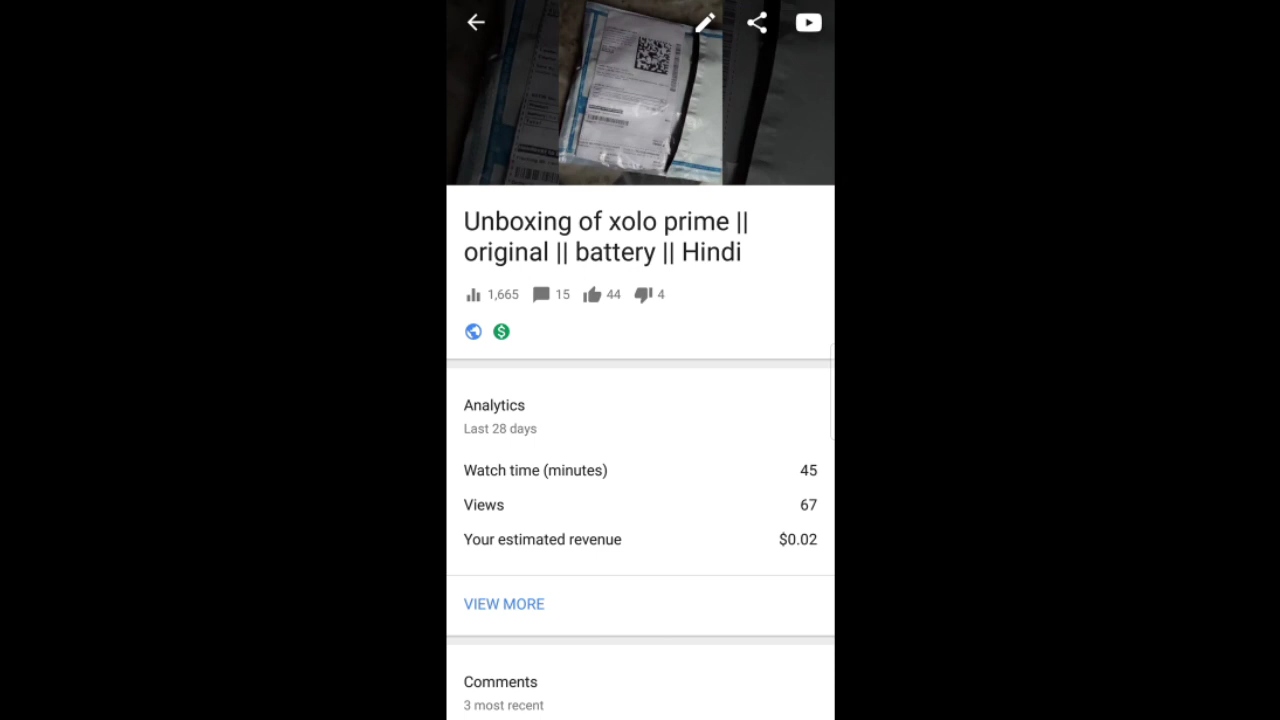 Unboxing of xolo prime ||
original || battery || Hindi
1,665 15 44 4
Analytics
Last 28 days
Watch time (minutes) 45
Views 67
Your estimated revenue $0.02
VIEW MORE
Comments
3 most recent